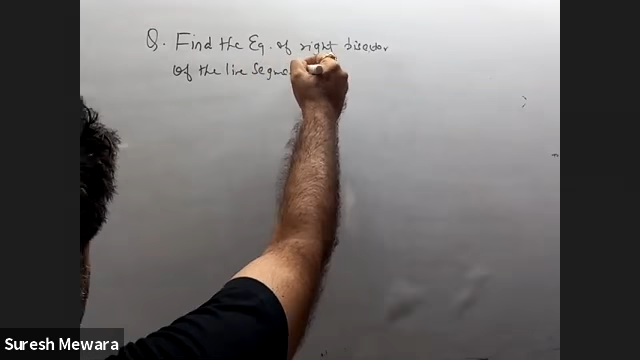 Q. Find the Eq. of right bisector
of the line Segme
Suresh Mewara